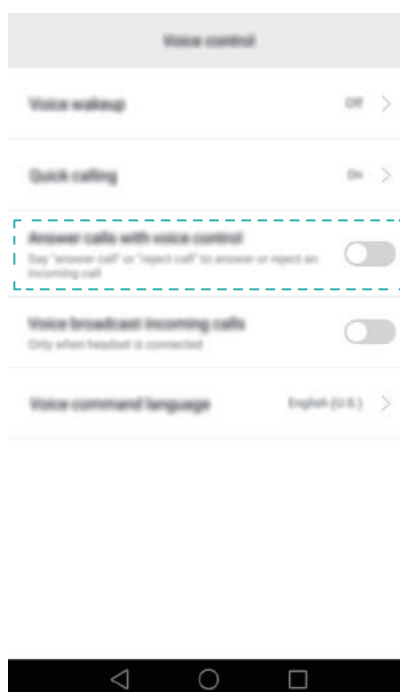 Voice control
Voice wakeup
Off
Quick calling
On
Answer calls with voice control
Say "answer call" or "reject call" to answer or reject an
incoming call
Voice broadcast incoming calls
Only when headset is connected
Voice command language
English (U.S.)